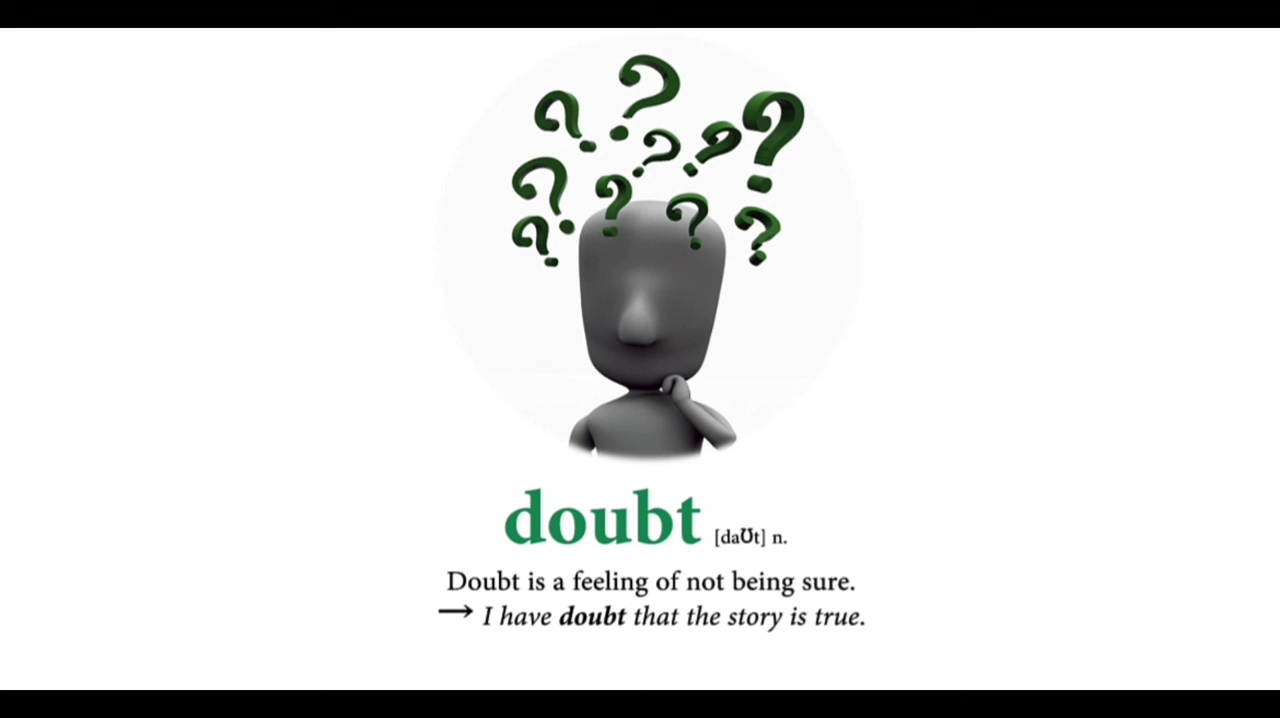 doubt [daʊt] n.
Doubt is a feeling of not being sure.
→ I have doubt that the story is true.